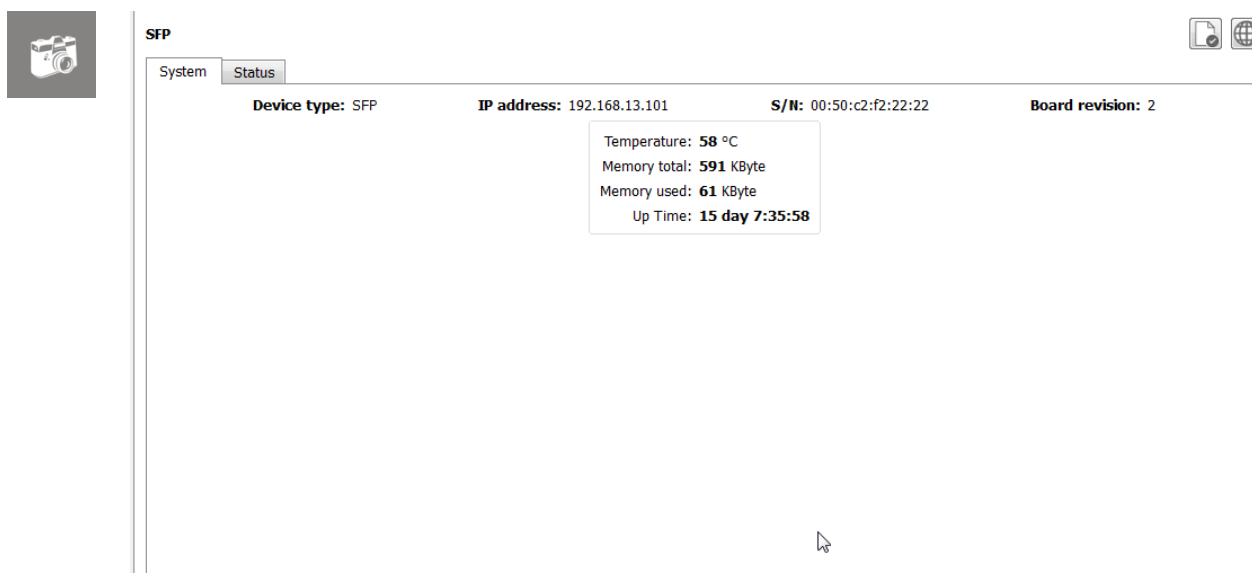 SFP
System Status
Device type: SFP IP address: 192.168.13.101 S/N: 00:50:c2:f2:22:22 Board revision: 2
Temperature: 58 °C
Memory total: 591 KByte
Memory used: 61 KByte
Up Time: 15 day 7:35:58